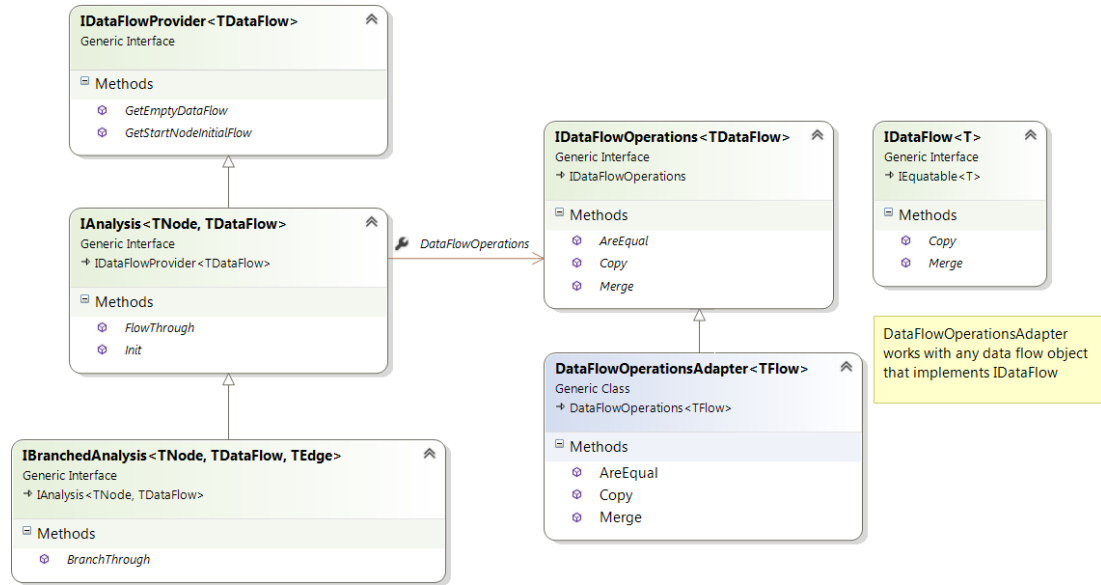 IDataFlowProvider<TDataFlow>
Generic Interface
Methods
GetEmptyDataFlow
GetStartNodeInitialFlow
IAnalysis<TNode, TDataFlow>
Generic Interface
IDataFlowProvider<TDataFlow>
Methods
FlowThrough
Init
DataFlowOperations
IBranchedAnalysis<TNode, TDataFlow, TEdge>
Generic Interface
IAnalysis<TNode, TDataFlow>
Methods
BranchThrough
IDataFlowOperations<TDataFlow>
Generic Interface
IDataFlowOperations
Methods
AreEqual
Copy
Merge
DataFlowOperationsAdapter<TFlow>
Generic Class
DataFlowOperations<TFlow>
Methods
AreEqual
Copy
Merge
IDataFlow<T>
Generic Interface
IEquatable<T>
Methods
Copy
Merge
DataFlowOperationsAdapter
works with any data flow object
that implements IDataFlow